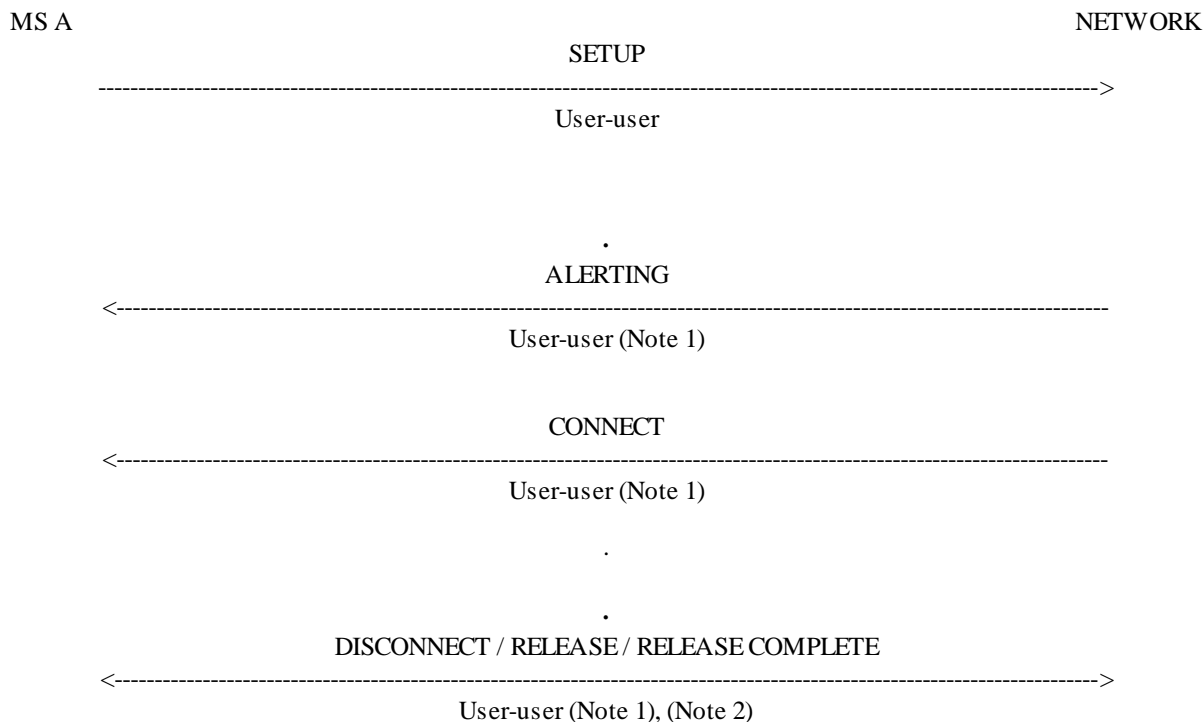 MS A NETWORK
SETUP
------------------------------------------------------------------------------------------------------------------------------>
User-user
.
ALERTING
<------------------------------------------------------------------------------------------------------------------------------
User-user (Note 1)
CONNECT
<------------------------------------------------------------------------------------------------------------------------------
User-user (Note 1)
.
.
DISCONNECT / RELEASE / RELEASE COMPLETE
<------------------------------------------------------------------------------------------------------------------------------>
User-user (Note 1), (Note 2)